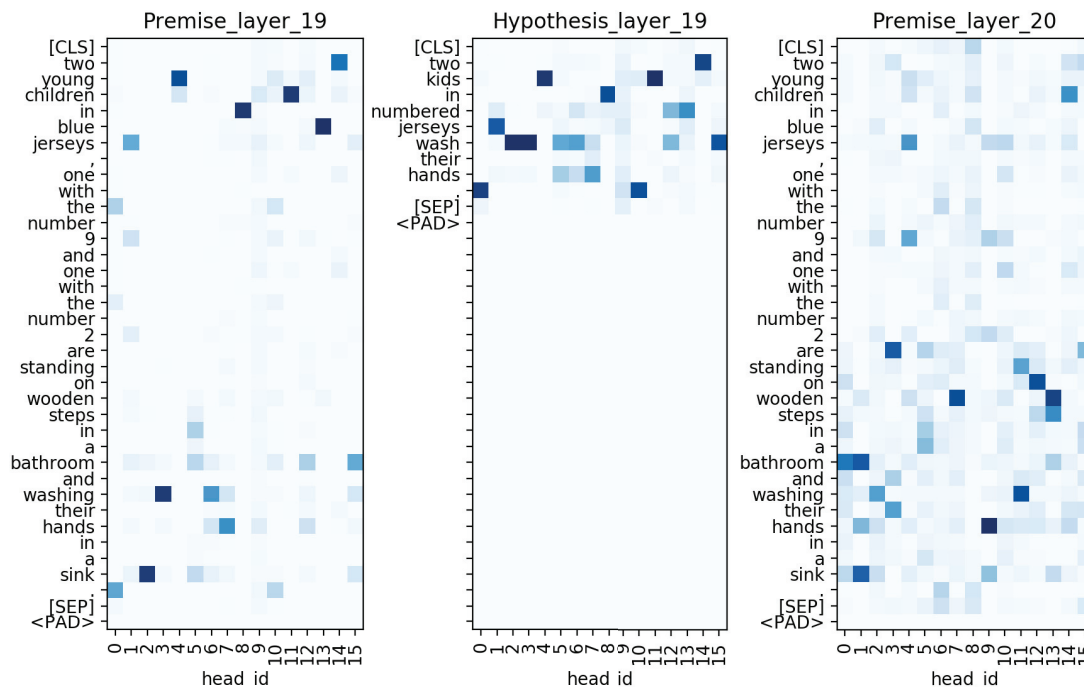 Premise_layer_19
[CLS]
two
young
children
in
blue
jerseys
,
one
with
the
number
9
and
one
with
the
number
2
are
standing
on
wooden
steps
in
a
bathroom
and
washing
their
hands
in
a
sink
.
[SEP]
<PAD>
0 1 2 3 4 5 6 7 8 9 10 11 12 13 14 15
head_id
Hypothesis_layer_19
[CLS]
two
kids
in
numbered
jerseys
wash
their
hands
.
[SEP]
<PAD>
0 1 2 3 4 5 6 7 8 9 10 11 12 13 14 15
head_id
Premise_layer_20
[CLS]
two
young
children
in
blue
jerseys
,
one
with
the
number
9
and
one
with
the
number
2
are
standing
on
wooden
steps
in
a
bathroom
and
washing
their
hands
in
a
sink
.
[SEP]
<PAD>
0 1 2 3 4 5 6 7 8 9 10 11 12 13 14 15
head_id